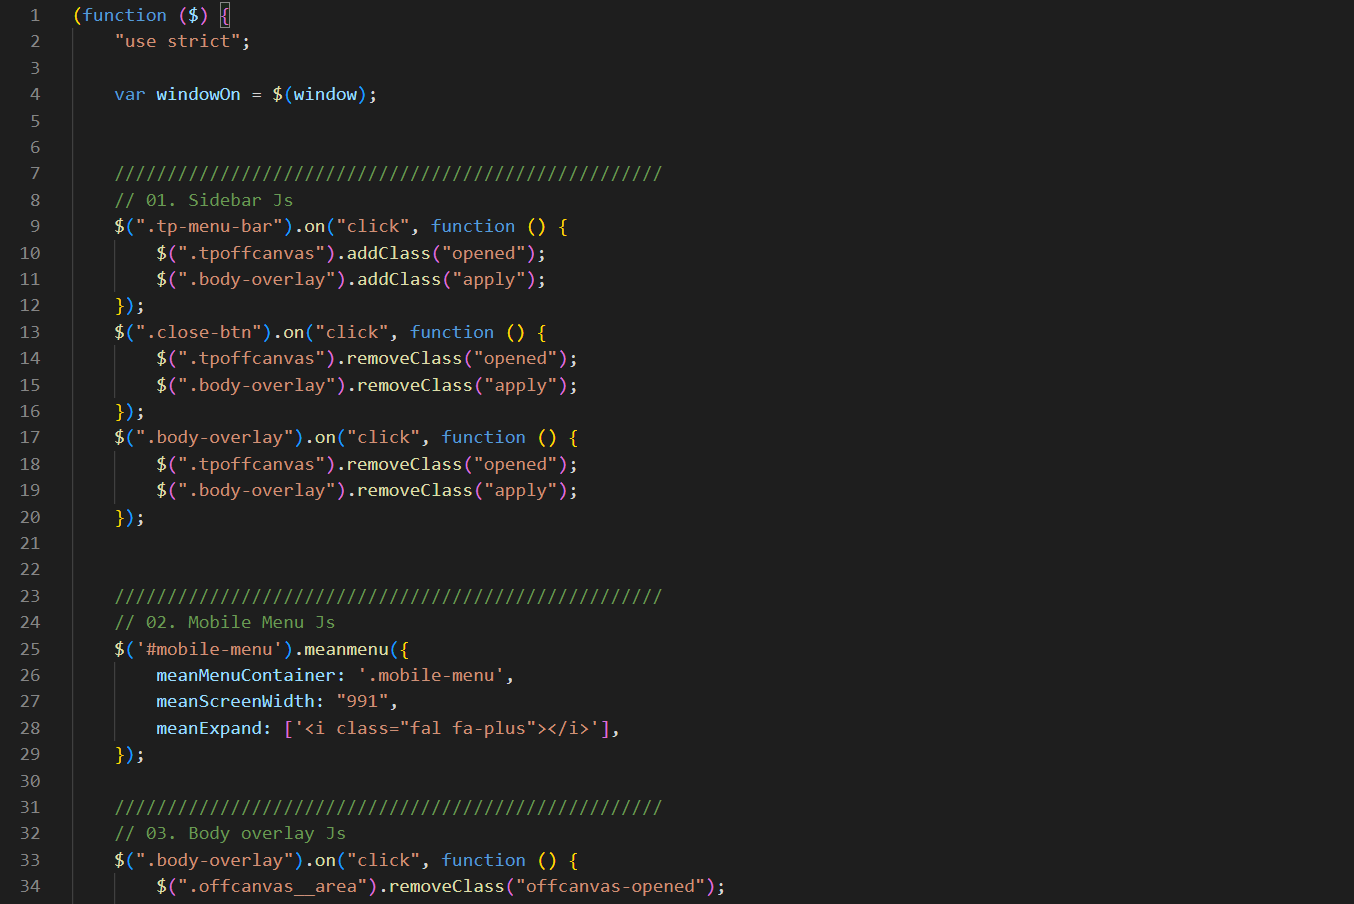 1 (function ($) {
2 "use strict";
3
4 var windowOn = $(window);
5
6
7 ////////////////////////////////////////////////////
8 // 01. Sidebar Js
9 $(".tp-menu-bar").on("click", function () {
10 $(".tpoffcanvas").addClass("opened");
11 $(".body-overlay").addClass("apply");
12 });
13 $(".close-btn").on("click", function () {
14 $(".tpoffcanvas").removeClass("opened");
15 $(".body-overlay").removeClass("apply");
16 });
17 $(".body-overlay").on("click", function () {
18 $(".tpoffcanvas").removeClass("opened");
19 $(".body-overlay").removeClass("apply");
20 });
21
22
23 ////////////////////////////////////////////////////
24 // 02. Mobile Menu Js
25 $('#mobile-menu').meanmenu({
26 meanMenuContainer: '.mobile-menu',
27 meanScreenWidth: "991",
28 meanExpand: ['<i class="fal fa-plus"></i>'],
29 });
30
31 ////////////////////////////////////////////////////
32 // 03. Body overlay Js
33 $(".body-overlay").on("click", function () {
34 $(".offcanvas__area").removeClass("offcanvas-opened");